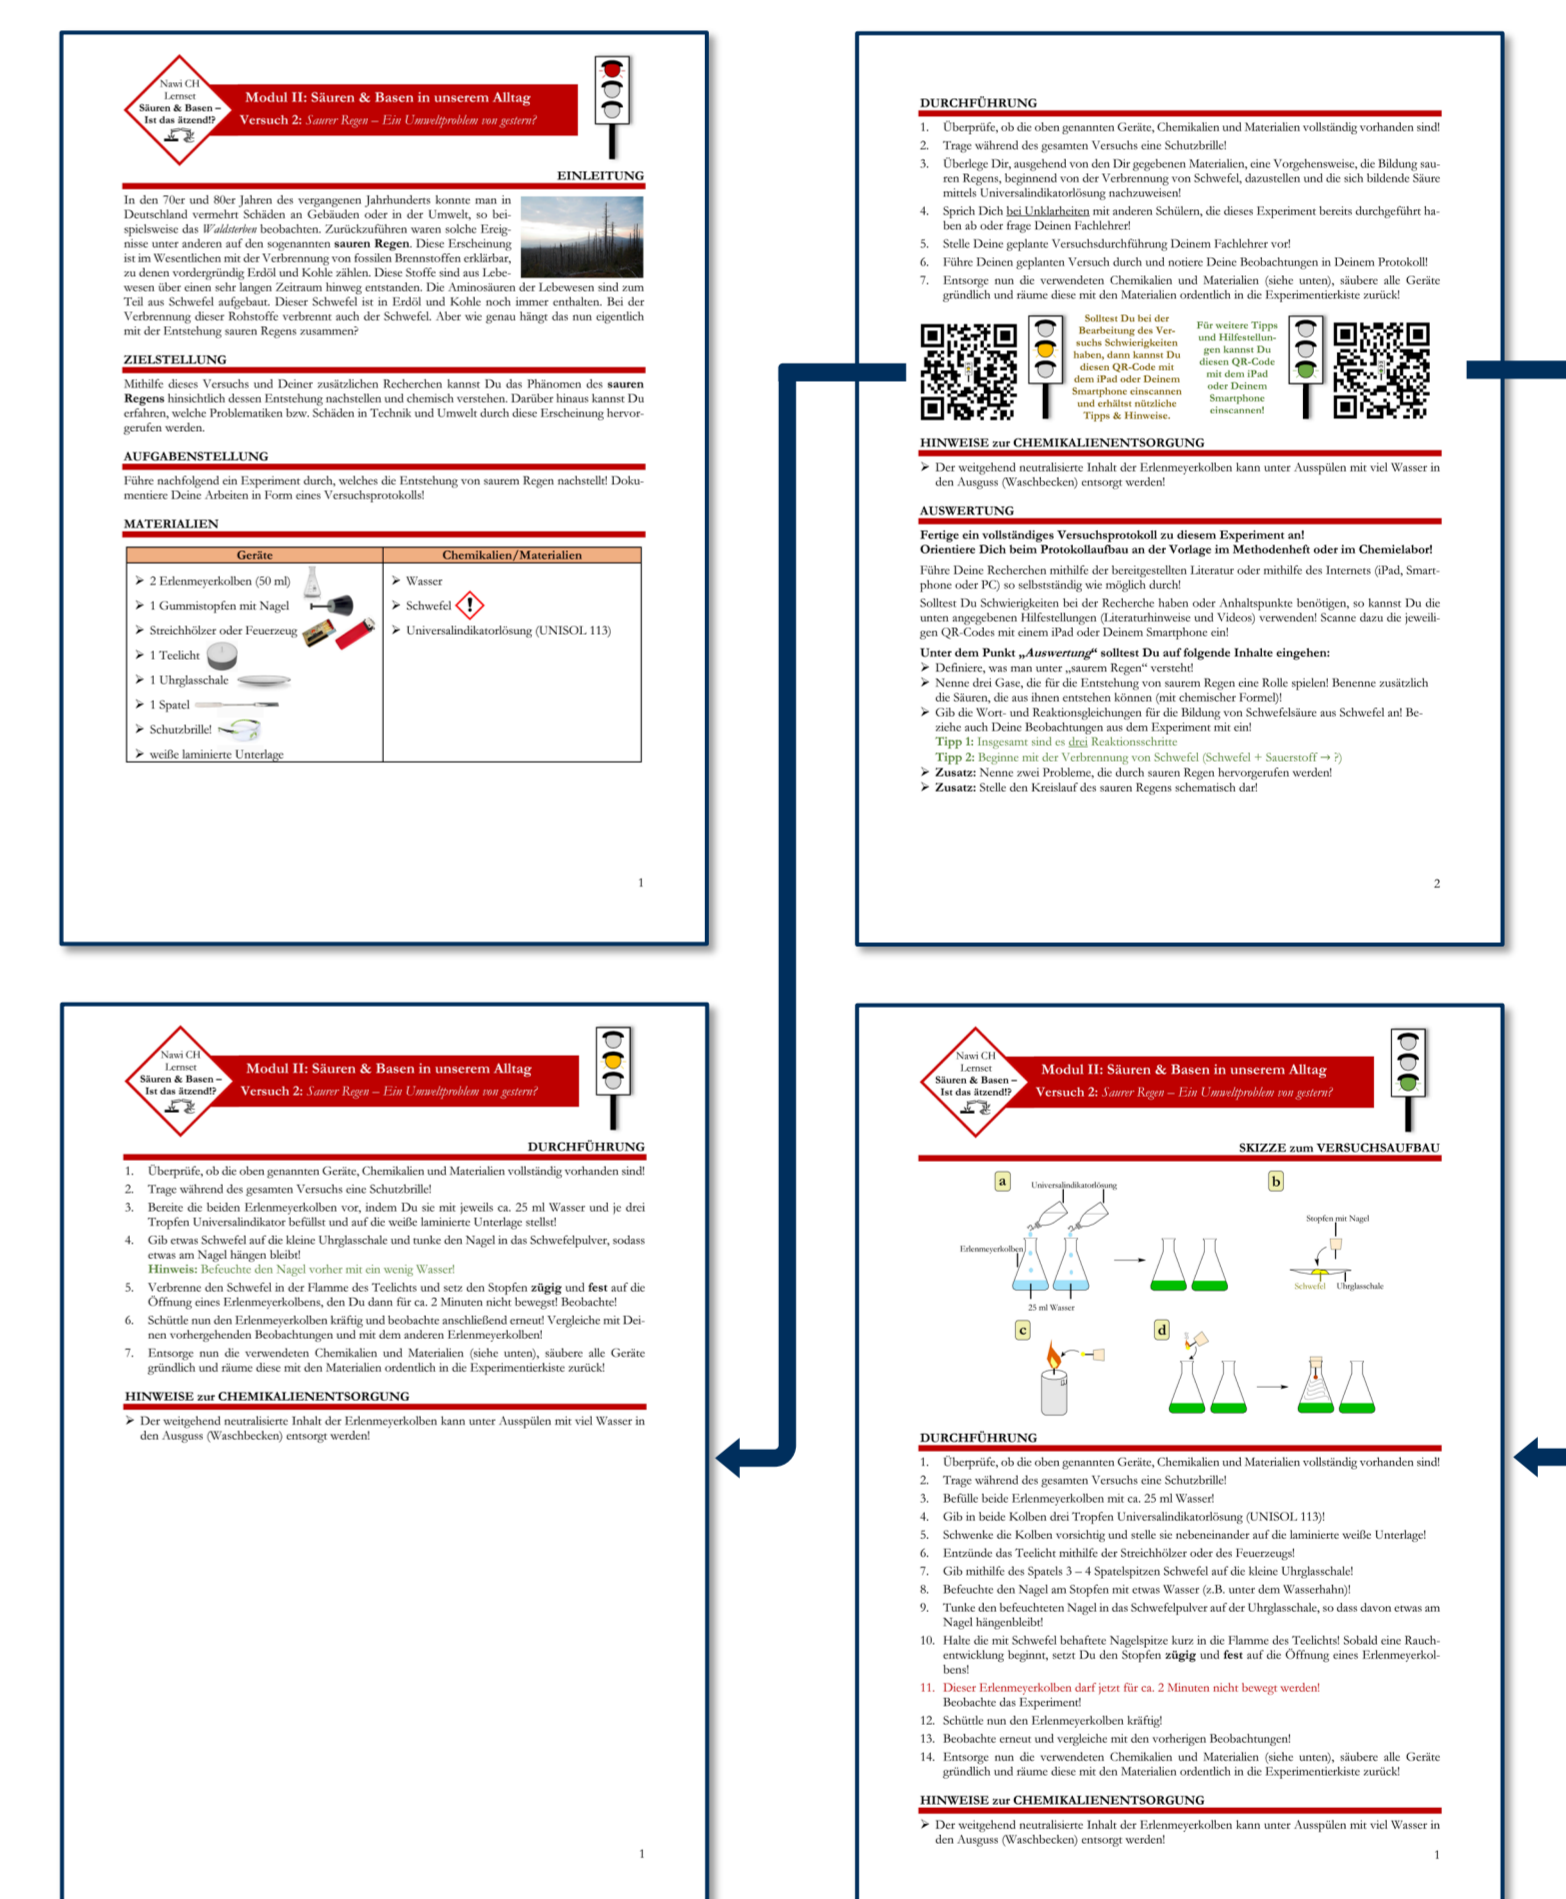 Nawi CH
Lernset
Säuren & Basen –
Ist das ätzend!?
Modul II: Säuren & Basen in unserem Alltag
Versuch 2: Saurer Regen – Ein Umweltproblem von gestern?
EINLEITUNG
In den 70er und 80er Jahren des vergangenen Jahrhunderts konnte man in
Deutschland vermehrt Schäden an Gebäuden oder in der Umwelt, so bei-
spielsweise das Waldsterben beobachten. Zurückzuführen waren solche Ereig-
nisse unter anderen auf den sogenannten sauren Regen. Diese Erscheinung
ist im Wesentlichen mit der Verbrennung von fossilen Brennstoffen erklärbar,
zu denen vordergründig Erdöl und Kohle zählen. Diese Stoffe sind aus Lebe-
wesen über einen sehr langen Zeitraum hinweg entstanden. Die Aminosäuren der Lebewesen sind zum
Teil aus Schwefel aufgebaut. Dieser Schwefel ist in Erdöl und Kohle noch immer enthalten. Bei der
Verbrennung dieser Rohstoffe verbrennt auch der Schwefel. Aber wie genau hängt das nun eigentlich
mit der Entstehung sauren Regens zusammen?
ZIELSTELLUNG
Mithilfe dieses Versuchs und Deiner zusätzlichen Recherchen kannst Du das Phänomen des sauren
Regens hinsichtlich dessen Entstehung nachstellen und chemisch verstehen. Darüber hinaus kannst Du
erfahren, welche Problematiken bzw. Schäden in Technik und Umwelt durch diese Erscheinung hervor-
gerufen werden.
AUFGABENSTELLUNG
Führe nachfolgend ein Experiment durch, welches die Entstehung von saurem Regen nachstellt! Doku-
mentiere Deine Arbeiten in Form eines Versuchsprotokolls!
MATERIALIEN
Geräte
➢ 2 Erlenmeyerkolben (50 ml)
➢ 1 Gummistopfen mit Nagel
➢ Streichhölzer oder Feuerzeug
➢ 1 Teelicht
➢ 1 Uhrglasschale
➢ 1 Spatel
➢ Schutzbrille!
➢ weiße laminierte Unterlage
Chemikalien/Materialien
➢ Wasser
➢ Schwefel
➢ Universalindikatorlösung (UNISOL 113)
1
DURCHFÜHRUNG
1. Überprüfe, ob die oben genannten Geräte, Chemikalien und Materialien vollständig vorhanden sind!
2. Trage während des gesamten Versuchs eine Schutzbrille!
3. Überlege Dir, ausgehend von den Dir gegebenen Materialien, eine Vorgehensweise, die Bildung sau-
ren Regens, beginnend von der Verbrennung von Schwefel, dazustellen und die sich bildende Säure
mittels Universalindikatorlösung nachzuweisen!
4. Sprich Dich bei Unklarheiten mit anderen Schülern, die dieses Experiment bereits durchgeführt ha-
ben ab oder frage Deinen Fachlehrer!
5. Stelle Deine geplante Versuchsdurchführung Deinem Fachlehrer vor!
6. Führe Deinen geplanten Versuch durch und notiere Deine Beobachtungen in Deinem Protokoll!
7. Entsorge nun die verwendeten Chemikalien und Materialien (siehe unten), säubere alle Geräte
gründlich und räume diese mit den Materialien ordentlich in die Experimentierkiste zurück!
Solltest Du bei der
Bearbeitung des Ver-
suchs Schwierigkeiten
haben, dann kannst Du
diesen QR-Code mit
dem iPad oder Deinem
Smartphone einscannen
und erhältst nützliche
Tipps & Hinweise.
Für weitere Tipps
und Hilfestellun-
gen kannst Du
diesen QR-Code
mit dem iPad
oder Deinem
Smartphone
einscannen!
HINWEISE zur CHEMIKALIENENTSORGUNG
➢ Der weitgehend neutralisierte Inhalt der Erlenmeyerkolben kann unter Ausspülen mit viel Wasser in
den Ausguss (Waschbecken) entsorgt werden!
AUSWERTUNG
Fertige ein vollständiges Versuchsprotokoll zu diesem Experiment an!
Orientiere Dich beim Protokollaufbau an der Vorlage im Methodenheft oder im Chemielabor!
Führe Deine Recherchen mithilfe der bereitgestellten Literatur oder mithilfe des Internets (iPad, Smart-
phone oder PC) so selbstständig wie möglich durch!
Solltest Du Schwierigkeiten bei der Recherche haben oder Anhaltspunkte benötigen, so kannst Du die
unten angegebenen Hilfestellungen (Literaturhinweise und Videos) verwenden! Scanne dazu die jeweili-
gen QR-Codes mit einem iPad oder Deinem Smartphone ein!
Unter dem Punkt „Auswertung“ solltest Du auf folgende Inhalte eingehen:
➢ Definiere, was man unter „saurem Regen“ versteht!
➢ Nenne drei Gase, die für die Entstehung von saurem Regen eine Rolle spielen! Benenne zusätzlich
die Säuren, die aus ihnen entstehen können (mit chemischer Formel)!
➢ Gib die Wort- und Reaktionsgleichungen für die Bildung von Schwefelsäure aus Schwefel an! Be-
ziehe auch Deine Beobachtungen aus dem Experiment mit ein!
Tipp 1: Insgesamt sind es drei Reaktionsschritte
Tipp 2: Beginne mit der Verbrennung von Schwefel (Schwefel + Sauerstoff → ?)
➢ Zusatz: Nenne zwei Probleme, die durch sauren Regen hervorgerufen werden!
➢ Zusatz: Stelle den Kreislauf des sauren Regens schematisch dar!
2
Nawi CH
Lernset
Säuren & Basen –
Ist das ätzend!?
Modul II: Säuren & Basen in unserem Alltag
Versuch 2: Saurer Regen – Ein Umweltproblem von gestern?
DURCHFÜHRUNG
1. Überprüfe, ob die oben genannten Geräte, Chemikalien und Materialien vollständig vorhanden sind!
2. Trage während des gesamten Versuchs eine Schutzbrille!
3. Bereite die beiden Erlenmeyerkolben vor, indem Du sie mit jeweils ca. 25 ml Wasser und je drei
Tropfen Universalindikator befüllst und auf die weiße laminierte Unterlage stellst!
4. Gib etwas Schwefel auf die kleine Uhrglasschale und tunke den Nagel in das Schwefelpulver, sodass
etwas am Nagel hängen bleibt!
Hinweis: Befeuchte den Nagel vorher mit ein wenig Wasser!
5. Verbrenne den Schwefel in der Flamme des Teelichts und setz den Stopfen zügig und fest auf die
Öffnung eines Erlenmeyerkolbens, den Du dann für ca. 2 Minuten nicht bewegst! Beobachte!
6. Schüttle nun den Erlenmeyerkolben kräftig und beobachte anschließend erneut! Vergleiche mit Dei-
nen vorhergehenden Beobachtungen und mit dem anderen Erlenmeyerkolben!
7. Entsorge nun die verwendeten Chemikalien und Materialien (siehe unten), säubere alle Geräte
gründlich und räume diese mit den Materialien ordentlich in die Experimentierkiste zurück!
HINWEISE zur CHEMIKALIENENTSORGUNG
➢ Der weitgehend neutralisierte Inhalt der Erlenmeyerkolben kann unter Ausspülen mit viel Wasser in
den Ausguss (Waschbecken) entsorgt werden!
1
Nawi CH
Lernset
Säuren & Basen –
Ist das ätzend!?
Modul II: Säuren & Basen in unserem Alltag
Versuch 2: Saurer Regen – Ein Umweltproblem von gestern?
SKIZZE zum VERSUCHSAUFBAU
a
Universalindikatorlösung
Erlenmeyerkolben
25 ml Wasser
b
Stopfen mit Nagel
Schwefel
Uhrglasschale
c
d
DURCHFÜHRUNG
1. Überprüfe, ob die oben genannten Geräte, Chemikalien und Materialien vollständig vorhanden sind!
2. Trage während des gesamten Versuchs eine Schutzbrille!
3. Befülle beide Erlenmeyerkolben mit ca. 25 ml Wasser!
4. Gib in beide Kolben drei Tropfen Universalindikatorlösung (UNISOL 113)!
5. Schwenke die Kolben vorsichtig und stelle sie nebeneinander auf die laminierte weiße Unterlage!
6. Entzünde das Teelicht mithilfe der Streichhölzer oder des Feuerzeugs!
7. Gib mithilfe des Spatels 3 – 4 Spatelspitzen Schwefel auf die kleine Uhrglasschale!
8. Befeuchte den Nagel am Stopfen mit etwas Wasser (z.B. unter dem Wasserhahn)!
9. Tunke den befeuchteten Nagel in das Schwefelpulver auf der Uhrglasschale, so dass davon etwas am
Nagel hängenbleibt!
10. Halte die mit Schwefel behaftete Nagelspitze kurz in die Flamme des Teelichts! Sobald eine Rauch-
entwicklung beginnt, setzt Du den Stopfen zügig und fest auf die Öffnung eines Erlenmeyerkol-
bens!
11. Dieser Erlenmeyerkolben darf jetzt für ca. 2 Minuten nicht bewegt werden!
Beobachte das Experiment!
12. Schüttle nun den Erlenmeyerkolben kräftig!
13. Beobachte erneut und vergleiche mit den vorherigen Beobachtungen!
14. Entsorge nun die verwendeten Chemikalien und Materialien (siehe unten), säubere alle Geräte
gründlich und räume diese mit den Materialien ordentlich in die Experimentierkiste zurück!
HINWEISE zur CHEMIKALIENENTSORGUNG
➢ Der weitgehend neutralisierte Inhalt der Erlenmeyerkolben kann unter Ausspülen mit viel Wasser in
den Ausguss (Waschbecken) entsorgt werden!
1